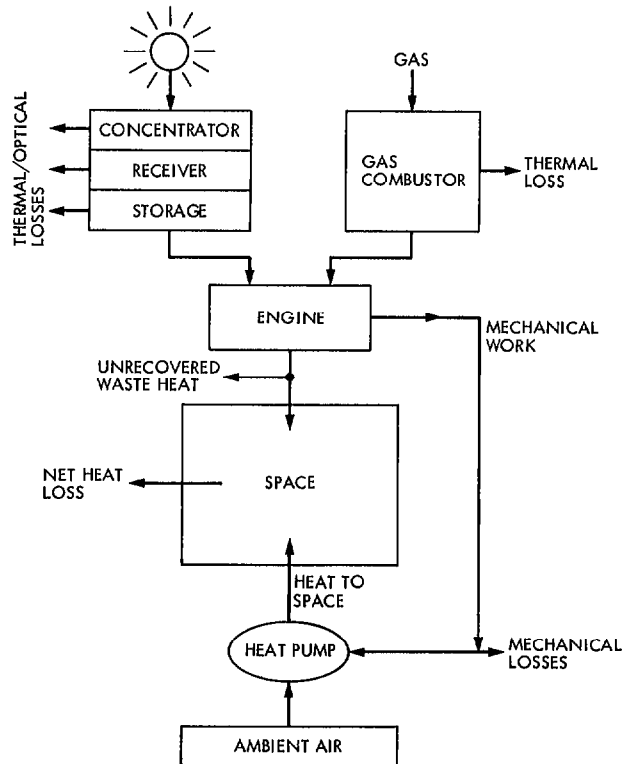 GAS
CONCENTRATOR
RECEIVER
STORAGE
THERMAL/OPTICAL
LOSSES
GAS
COMBUSTOR
THERMAL
LOSS
ENGINE
MECHANICAL
WORK
UNRECOVERED
WASTE HEAT
NET HEAT
LOSS
SPACE
HEAT TO
SPACE
HEAT PUMP
MECHANICAL
LOSSES
AMBIENT AIR